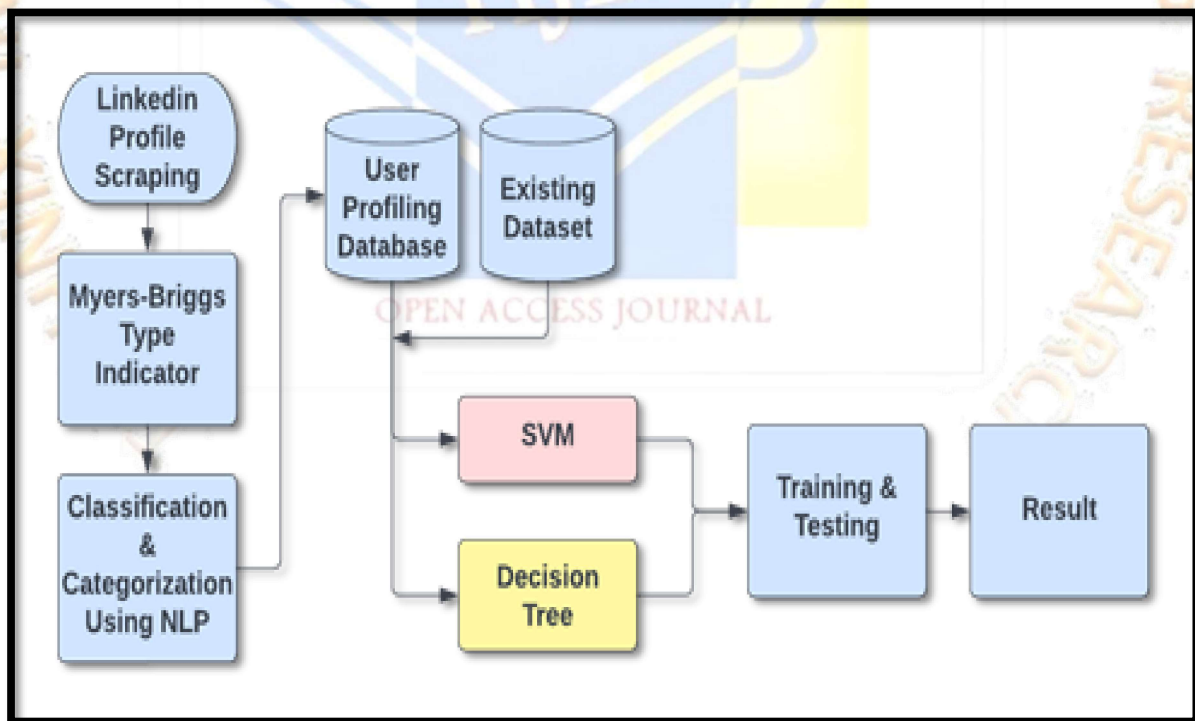 Linkedin
Profile
Scraping
Myers-Briggs
Type
Indicator
Classification
&
Categorization
Using NLP
User
Profiling
Database
Existing
Dataset
OPEN ACCESS JOURNAL
SVM
Decision
Tree
Training &
Testing
Result
RESEARC